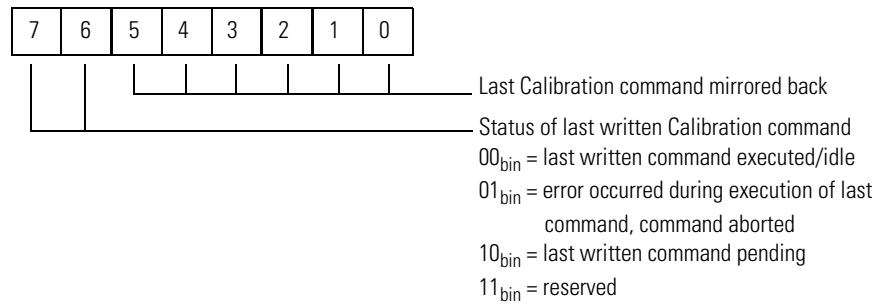 7 6 5 4 3 2 1 0
Last Calibration command mirrored back
Status of last written Calibration command
00bin = last written command executed/idle
01bin = error occurred during execution of last
command, command aborted
10bin = last written command pending
11bin = reserved